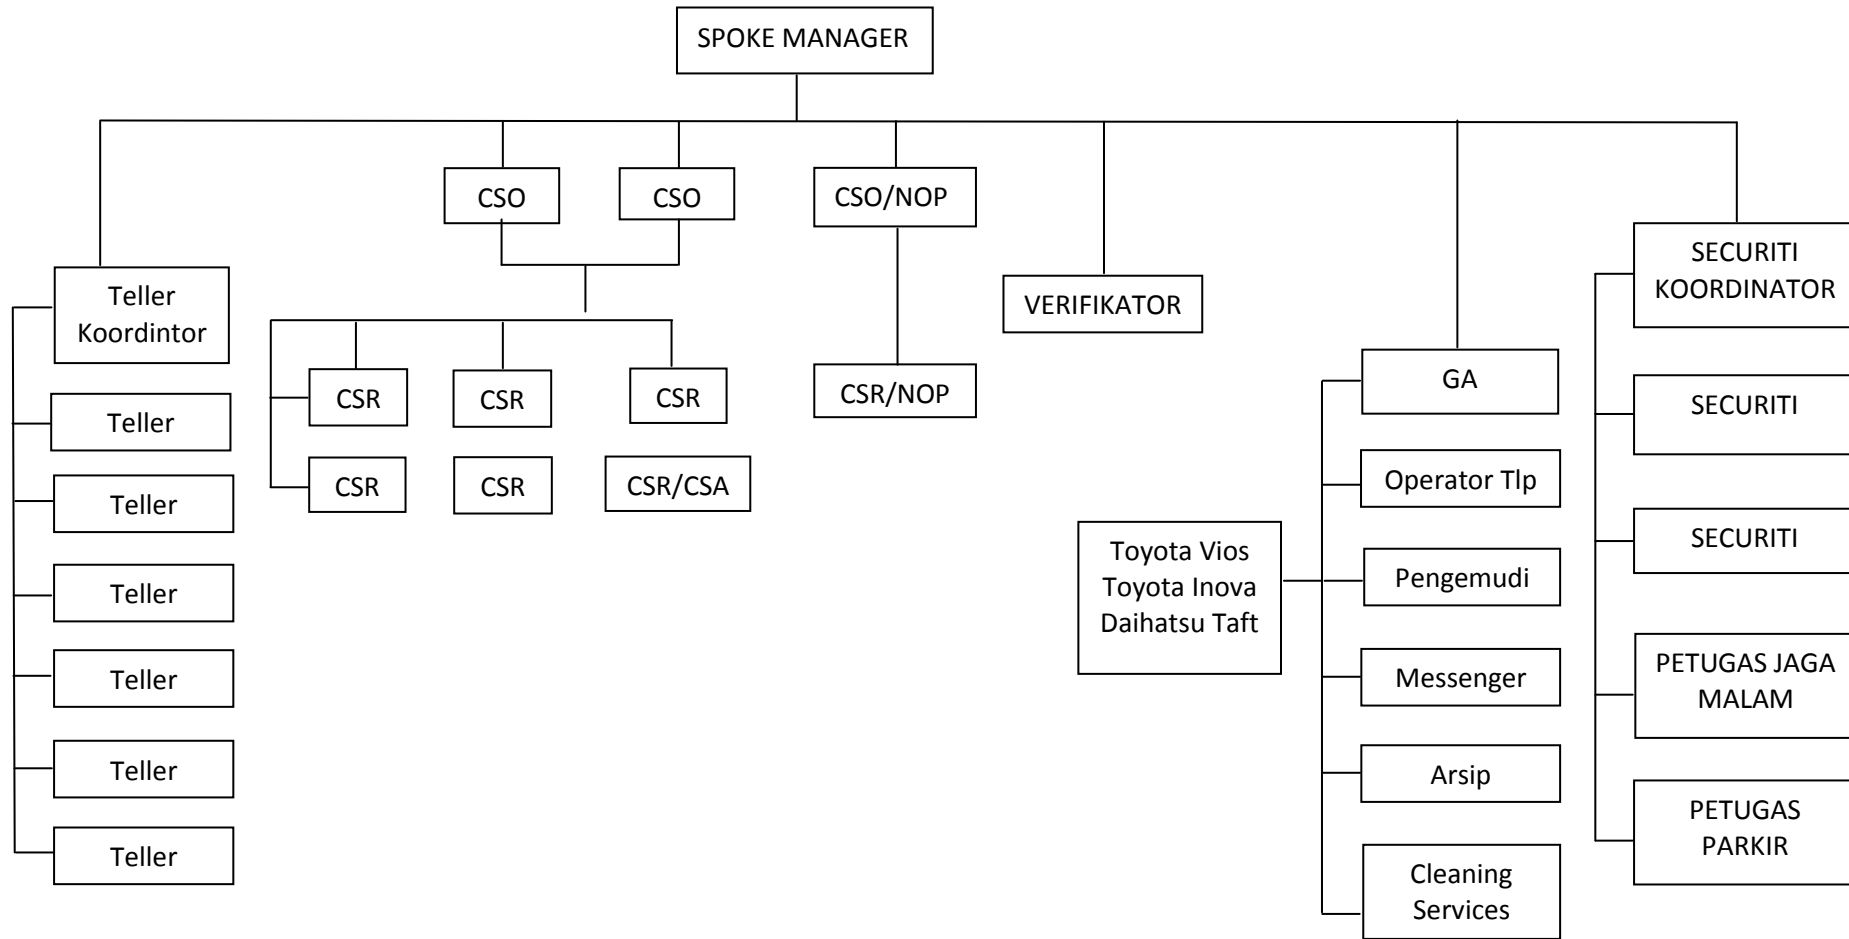 SPOKE MANAGER
CSO
CSO
CSO/NOP
SECURITI
KOORDINATOR
Teller
Koordintor
VERIFIKATOR
GA
CSR
CSR
CSR
CSR/NOP
SECURITI
Teller
CSR
CSR
CSR/CSA
Operator Tlp
Teller
SECURITI
Toyota Vios
Toyota Inova
Daihatsu Taft
Pengemudi
Teller
Teller
Messenger
PETUGAS JAGA
MALAM
Teller
Arsip
PETUGAS
PARKIR
Teller
Cleaning
Services